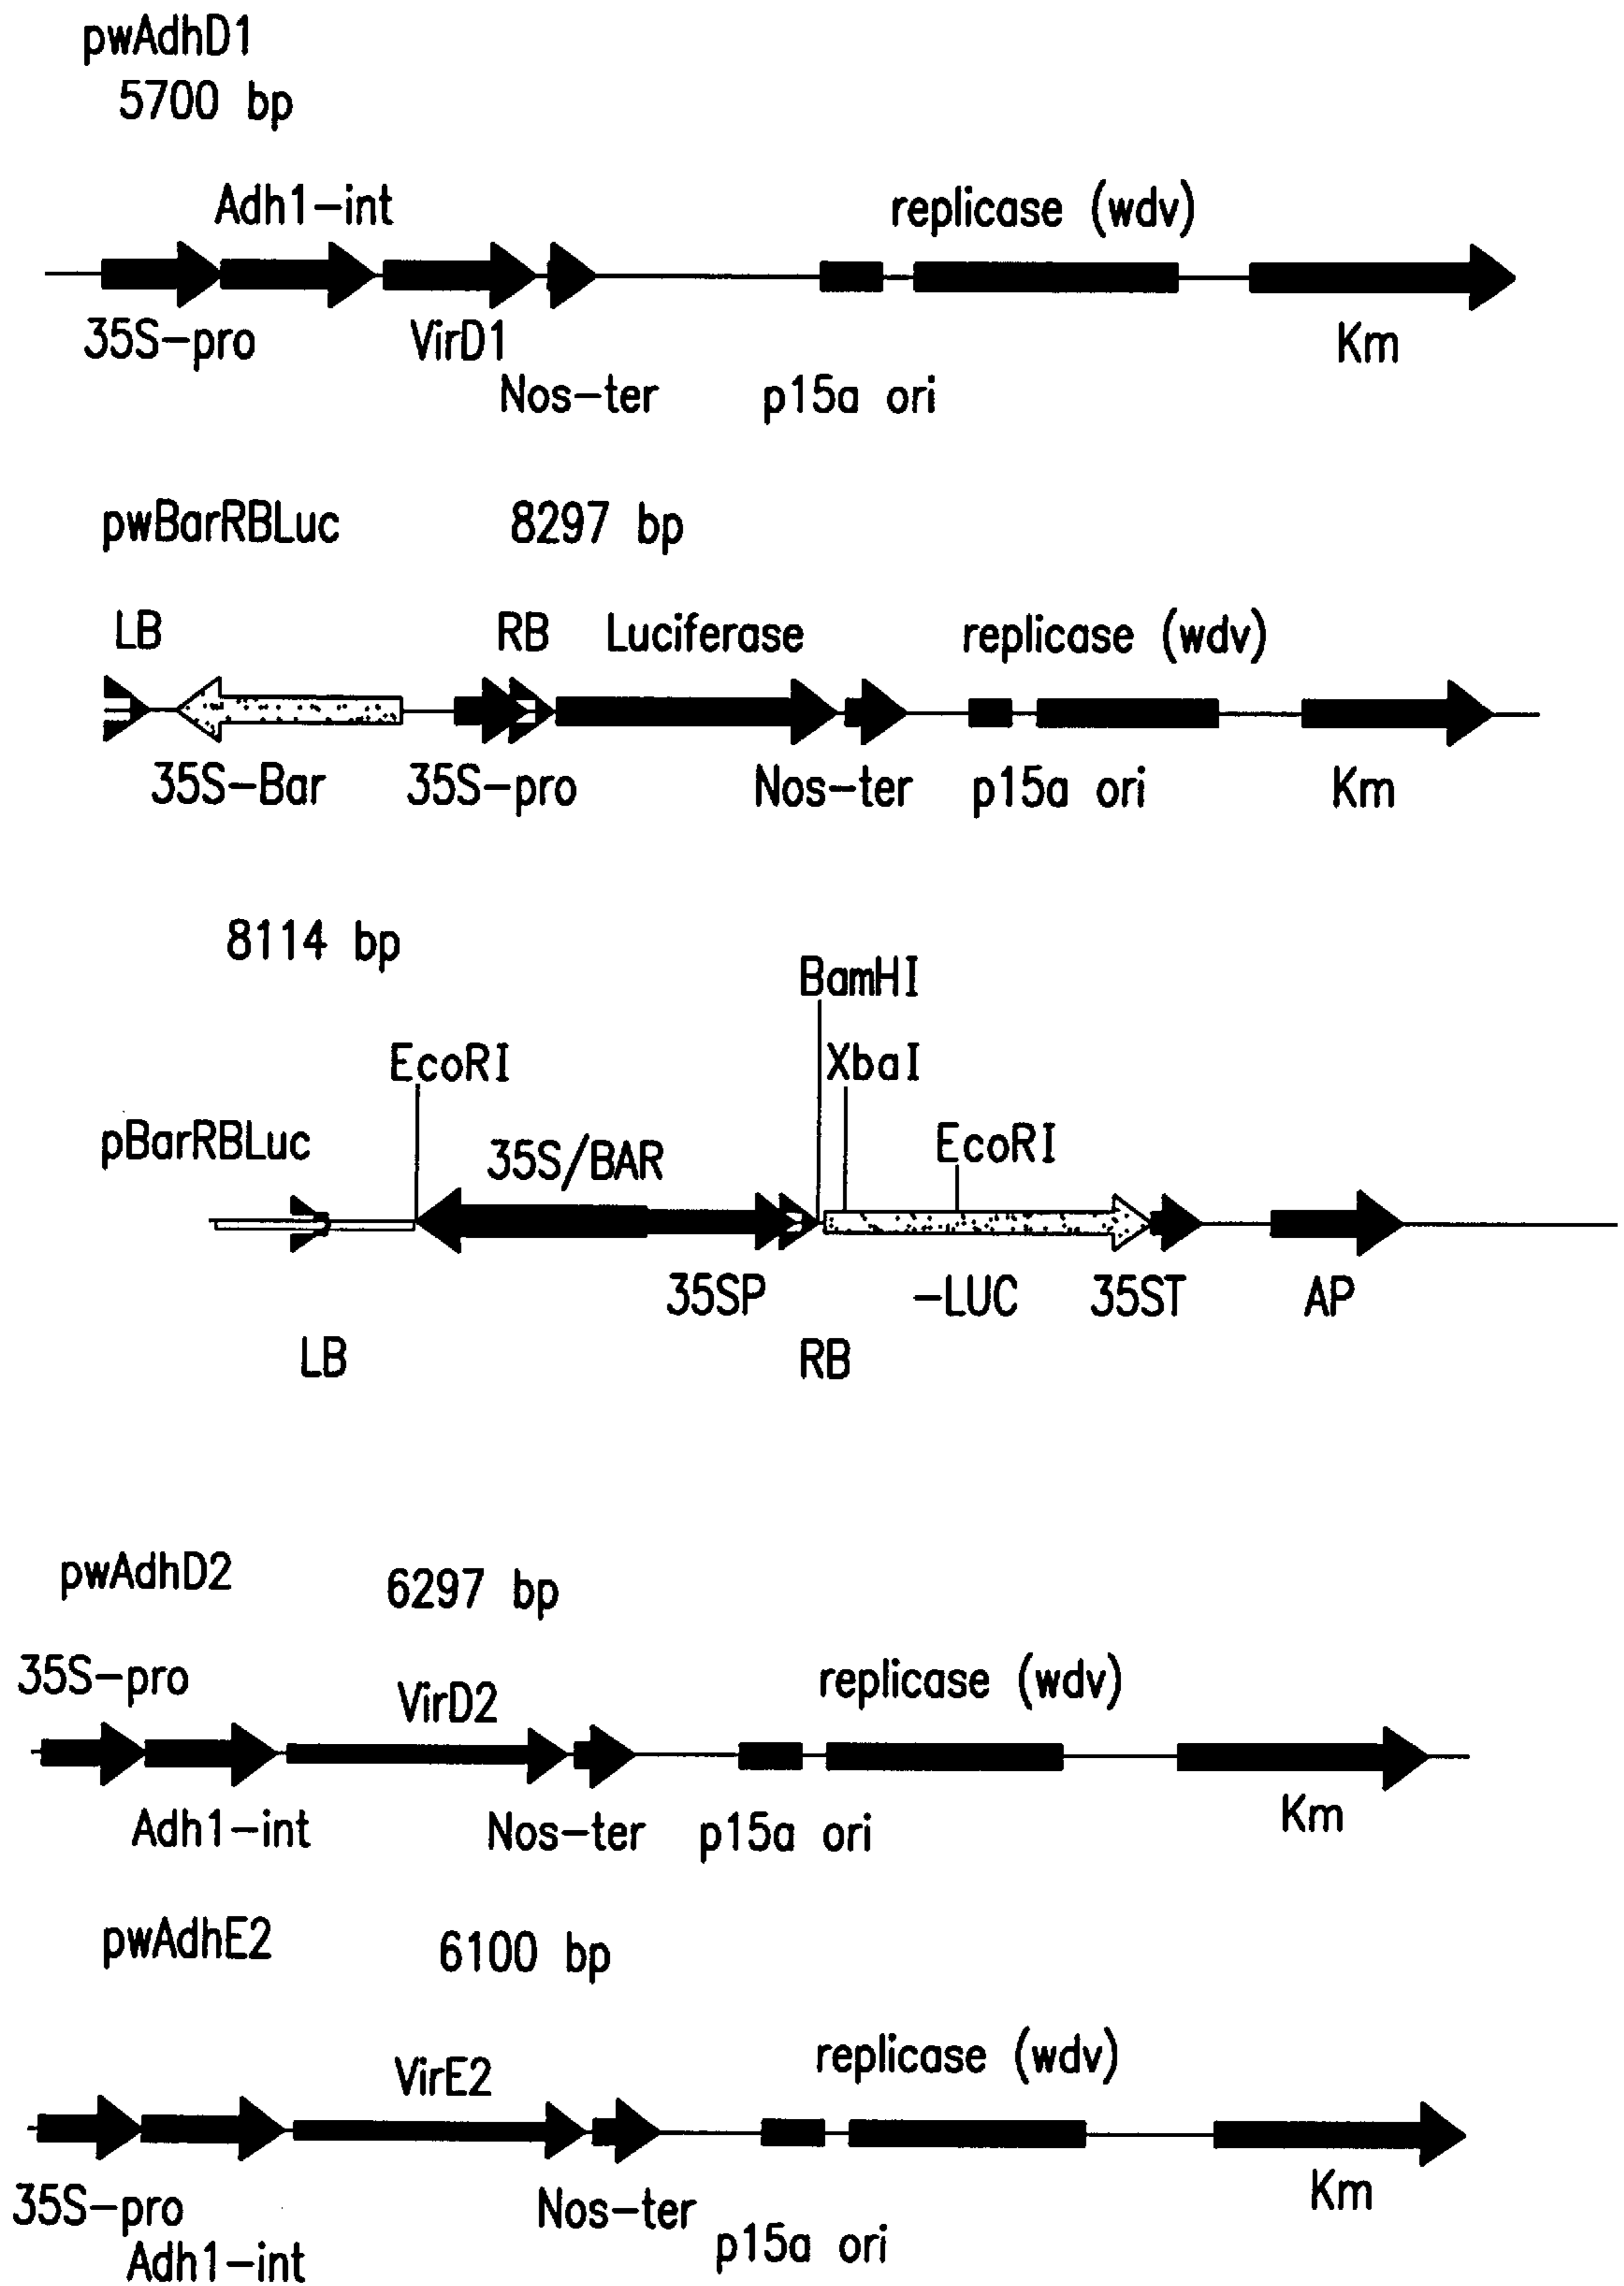 pwAdhD1
5700 bp
Adh1-int replicase (wdv)
35S-pro VirD1 Km
Nos-ter p15a ori
pwBarRBLuc 8297 bp
LB RB Luciferase replicase (wdv)
35S-Bar 35S-pro Nos-ter p15a ori Km
8114 bp
BamHI
EcoRI XbaI
pBarRBLuc 35S/BAR EcoRI
35SP -LUC 35ST AP
LB RB
pwAdhD2 6297 bp
35S-pro VirD2 replicase (wdv)
Adh1-int Nos-ter p15a ori Km
pwAdhE2 6100 bp
VirE2 replicase (wdv)
35S-pro Nos-ter Km
Adh1-int p15a ori